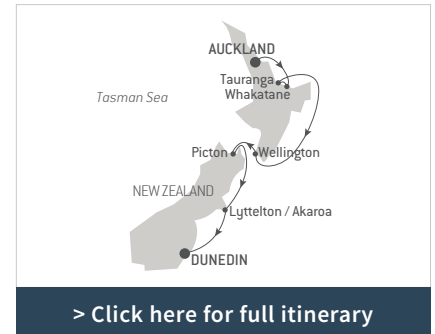 AUCKLAND
Tauranga
Whakatane
Tasman Sea
Picton
Wellington
NEW ZEALAND
Lyttelton / Akaroa
DUNEDIN
> Click here for full itinerary